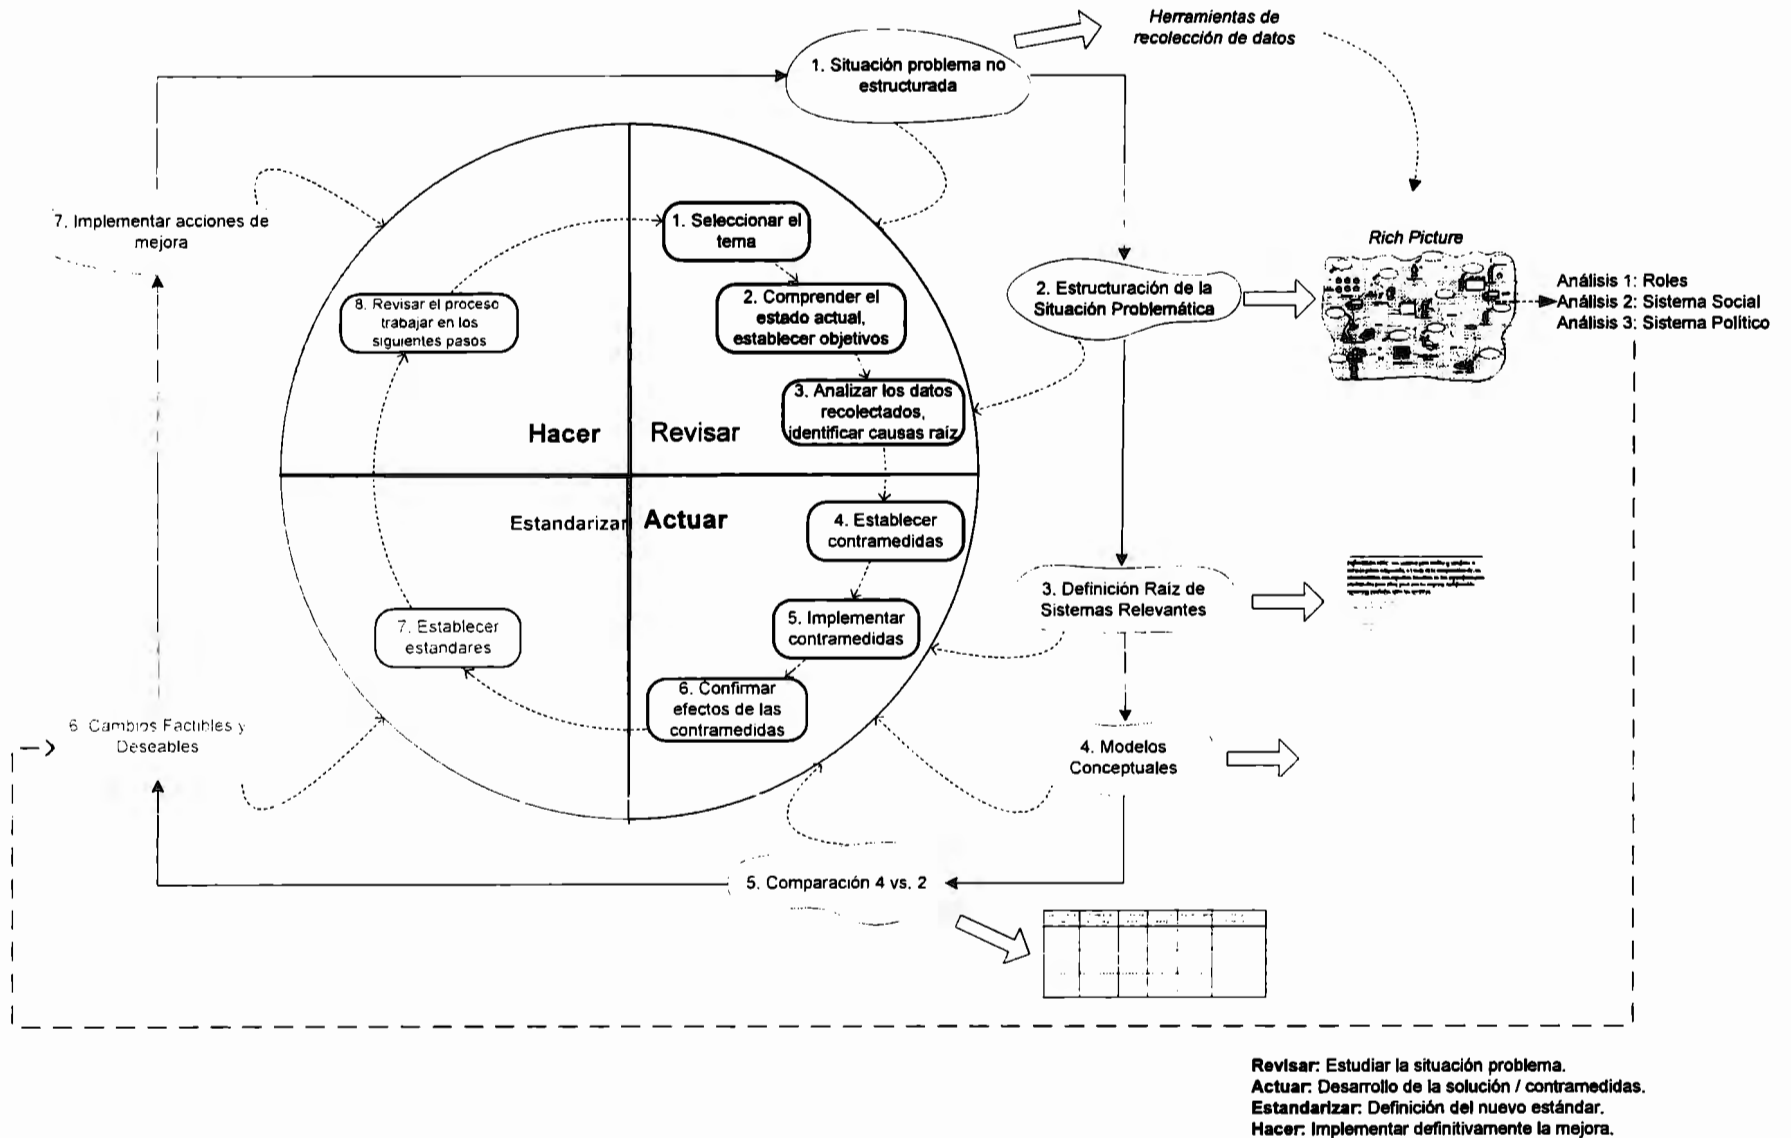 Herramientas de
recolección de datos
1. Situación problema no
estructurada
7. Implementar acciones de
mejora
1. Seleccionar el
tema
2. Comprender el
estado actual,
establecer objetivos
3. Analizar los datos
recolectados,
identificar causas raíz
8. Revisar el proceso
trabajar en los
siguientes pasos
Hacer
Revisar
Estandarizar
Actuar
4. Establecer
contramedidas
5. Implementar
contramedidas
6. Confirmar
efectos de las
contramedidas
7. Establecer
estandares
2. Estructuración de la
Situación Problemática
Rich Picture
Análisis 1: Roles
Análisis 2: Sistema Social
Análisis 3: Sistema Político
3. Definición Raíz de
Sistemas Relevantes
4. Modelos
Conceptuales
5. Comparación 4 vs. 2
6. Cambios Factibles y
Deseables
Revisar: Estudiar la situación problema.
Actuar: Desarrollo de la solución / contramedidas.
Estandarizar: Definición del nuevo estándar.
Hacer: Implementar definitivamente la mejora.